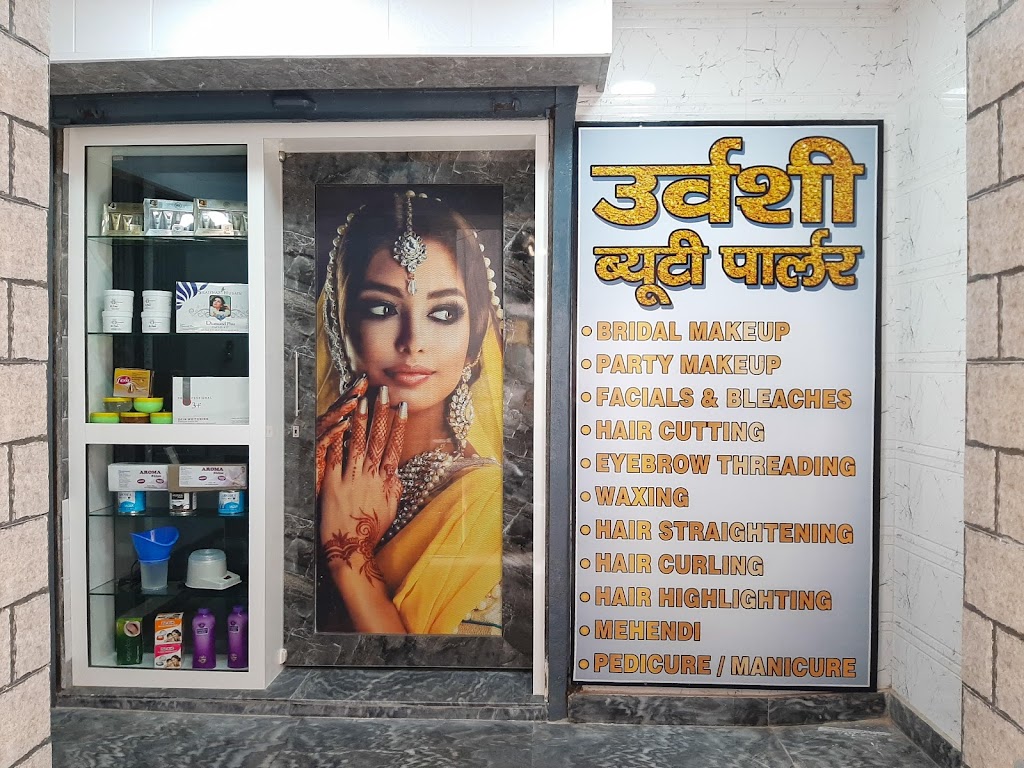 उर्वशी
ब्यूटी पार्लर
• BRIDAL MAKEUP
• PARTY MAKEUP
• FACIALS & BLEACHES
• HAIR CUTTING
• EYEBROW THREADING
• WAXING
• HAIR STRAIGHTENING
• HAIR CURLING
• HAIR HIGHLIGHTING
• MEHENDI
• PEDICURE / MANICURE
AROMA
AROMA